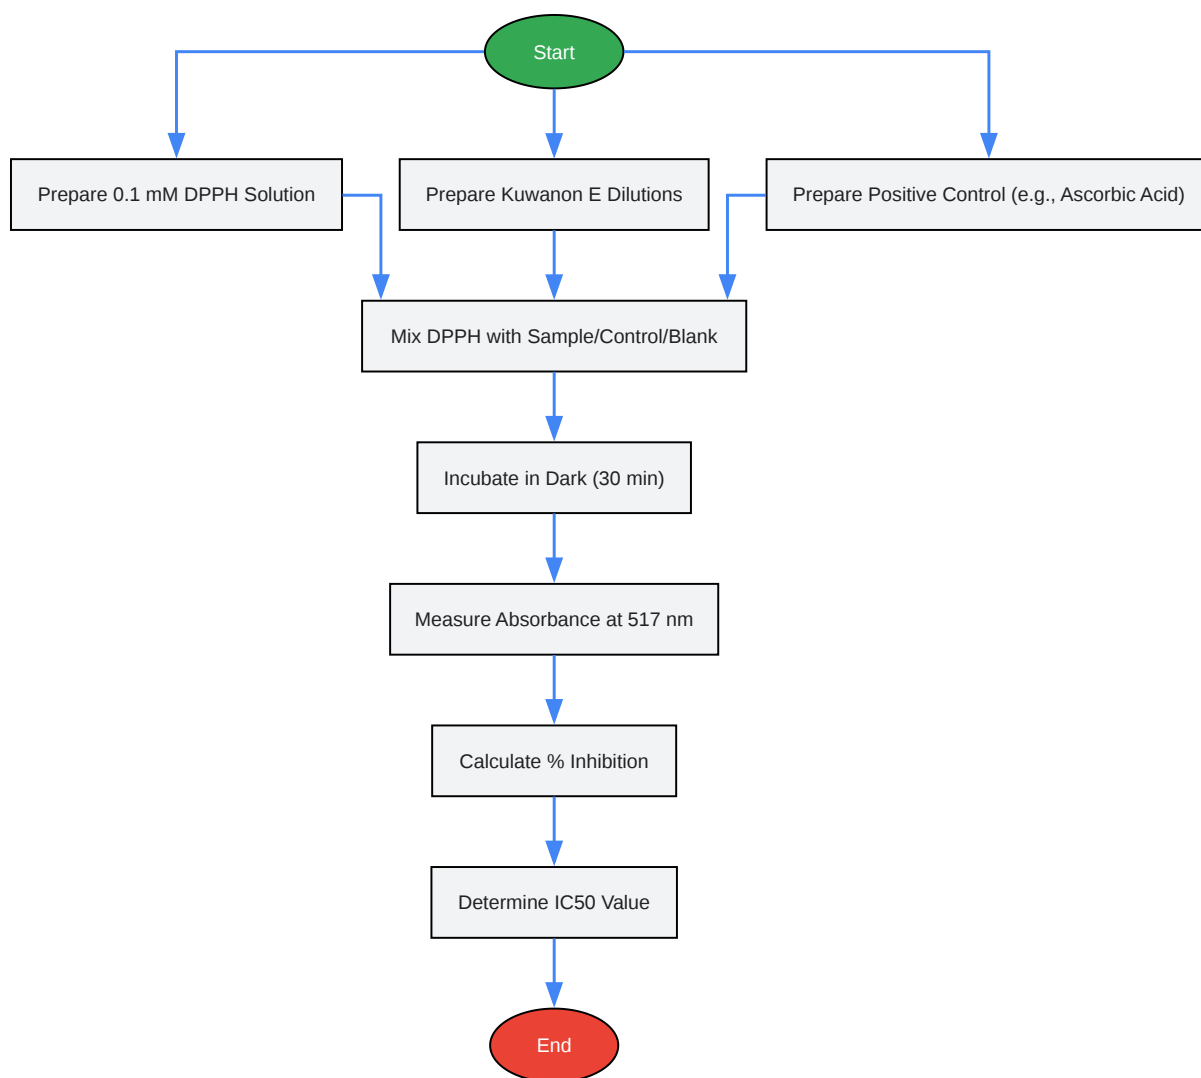 Start
Prepare 0.1 mM DPPH Solution
Prepare Kuwanon E Dilutions
Prepare Positive Control (e.g., Ascorbic Acid)
Mix DPPH with Sample/Control/Blank
Incubate in Dark (30 min)
Measure Absorbance at 517 nm
Calculate % Inhibition
Determine IC50 Value
End